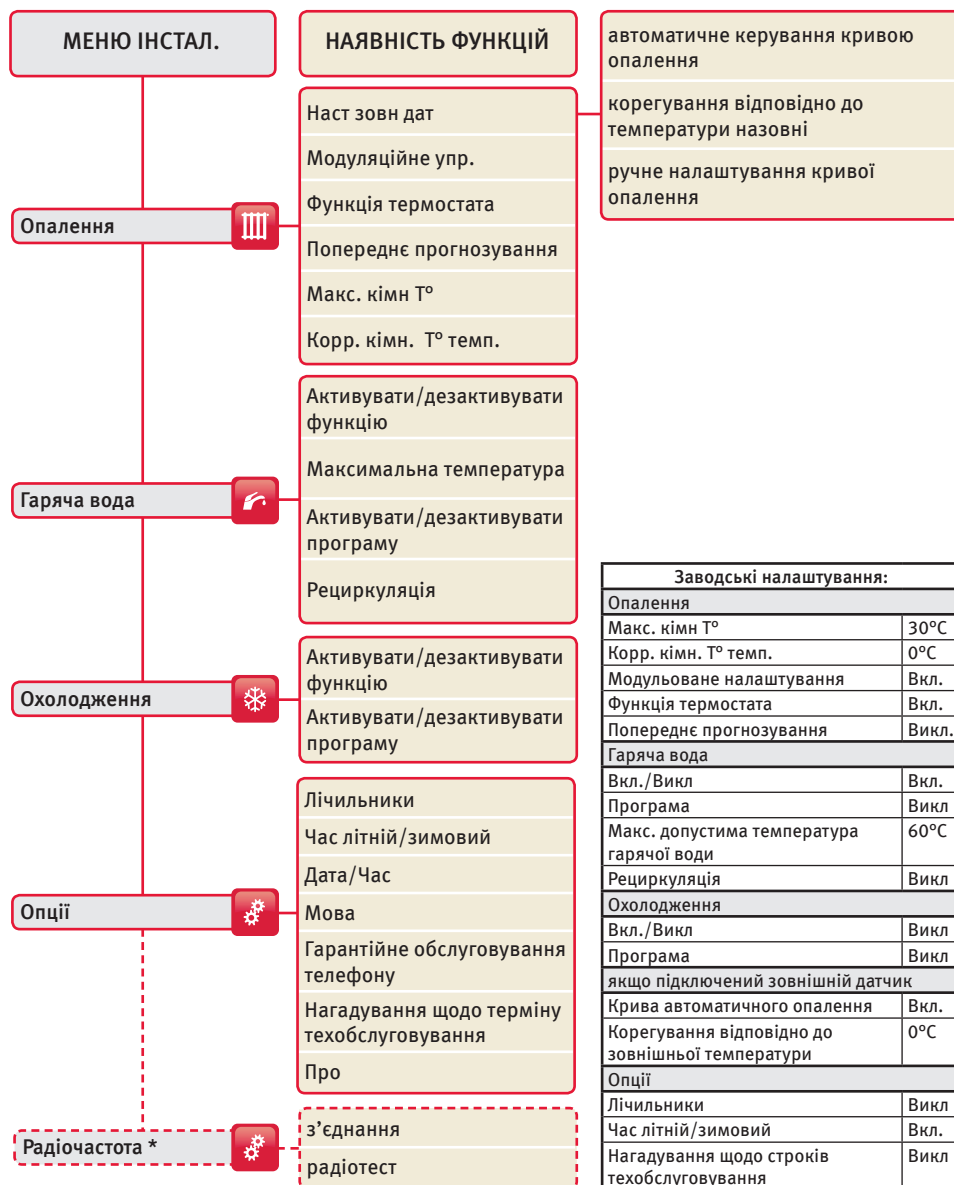 МЕНЮ ІНСТАЛ.
НАЯВНІСТЬ ФУНКЦІЙ
Опалення
Наст зовн дат
Модуляційне упр.
Функція термостата
Попереднє прогнозування
Макс. кімн Т°
Корр. кімн.  Т° темп.
автоматичне керування кривою
опалення
корегування відповідно до
температури назовні
ручне налаштування кривої
опалення
Гаряча вода
Активувати/дезактивувати
функцію
Максимальна температура
Активувати/дезактивувати
програму
Рециркуляція
Охолодження
Активувати/дезактивувати
функцію
Активувати/дезактивувати
програму
Опції
Лічильники
Час літній/зимовий
Дата/Час
Мова
Гарантійне обслуговування
телефону
Нагадування щодо терміну
техобслуговування
Про
Радіочастота *
з’єднання
радіотест
Заводські налаштування:
Опалення
Макс. кімн Т° 30°C
Корр. кімн. Т° темп. 0°C
Модульоване налаштування Вкл.
Функція термостата Вкл.
Попереднє прогнозування Викл.
Гаряча вода
Вкл./Викл Вкл.
Програма Викл
Макс. допустима температура 60°C
гарячої води
Рециркуляція Викл
Охолодження
Вкл./Викл Викл
Програма Викл
якщо підключений зовнішній датчик
Крива автоматичного опалення Вкл.
Корегування відповідно до 0°C
зовнішньої температури
Опції
Лічильники Викл
Час літній/зимовий Вкл.
Нагадування щодо строків Викл
техобслуговування